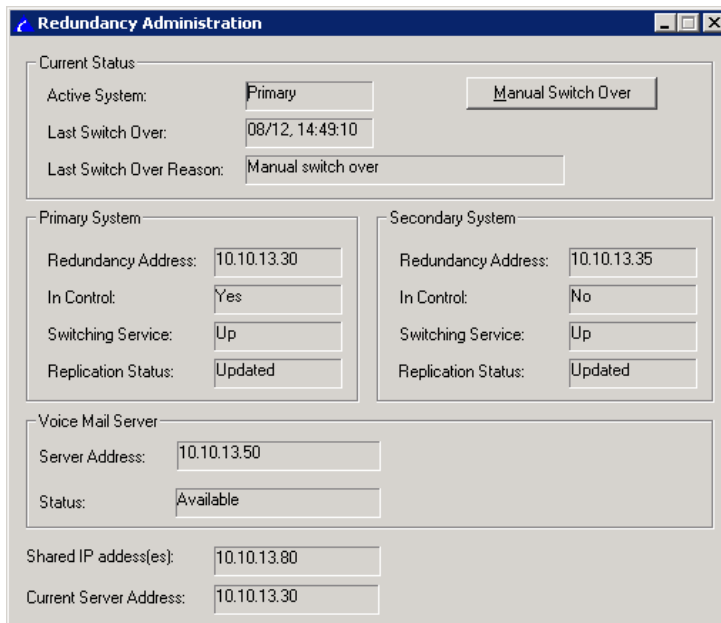 Redundancy Administration
Current Status
Active System: Primary Manual Switch Over
Last Switch Over: 08/12, 14:49:10
Last Switch Over Reason: Manual switch over
Primary System Secondary System
Redundancy Address: 10.10.13.30 Redundancy Address: 10.10.13.35
In Control: Yes In Control: No
Switching Service: Up Switching Service: Up
Replication Status: Updated Replication Status: Updated
Voice Mail Server
Server Address: 10.10.13.50
Status: Available
Shared IP addess(es): 10.10.13.80
Current Server Address: 10.10.13.30